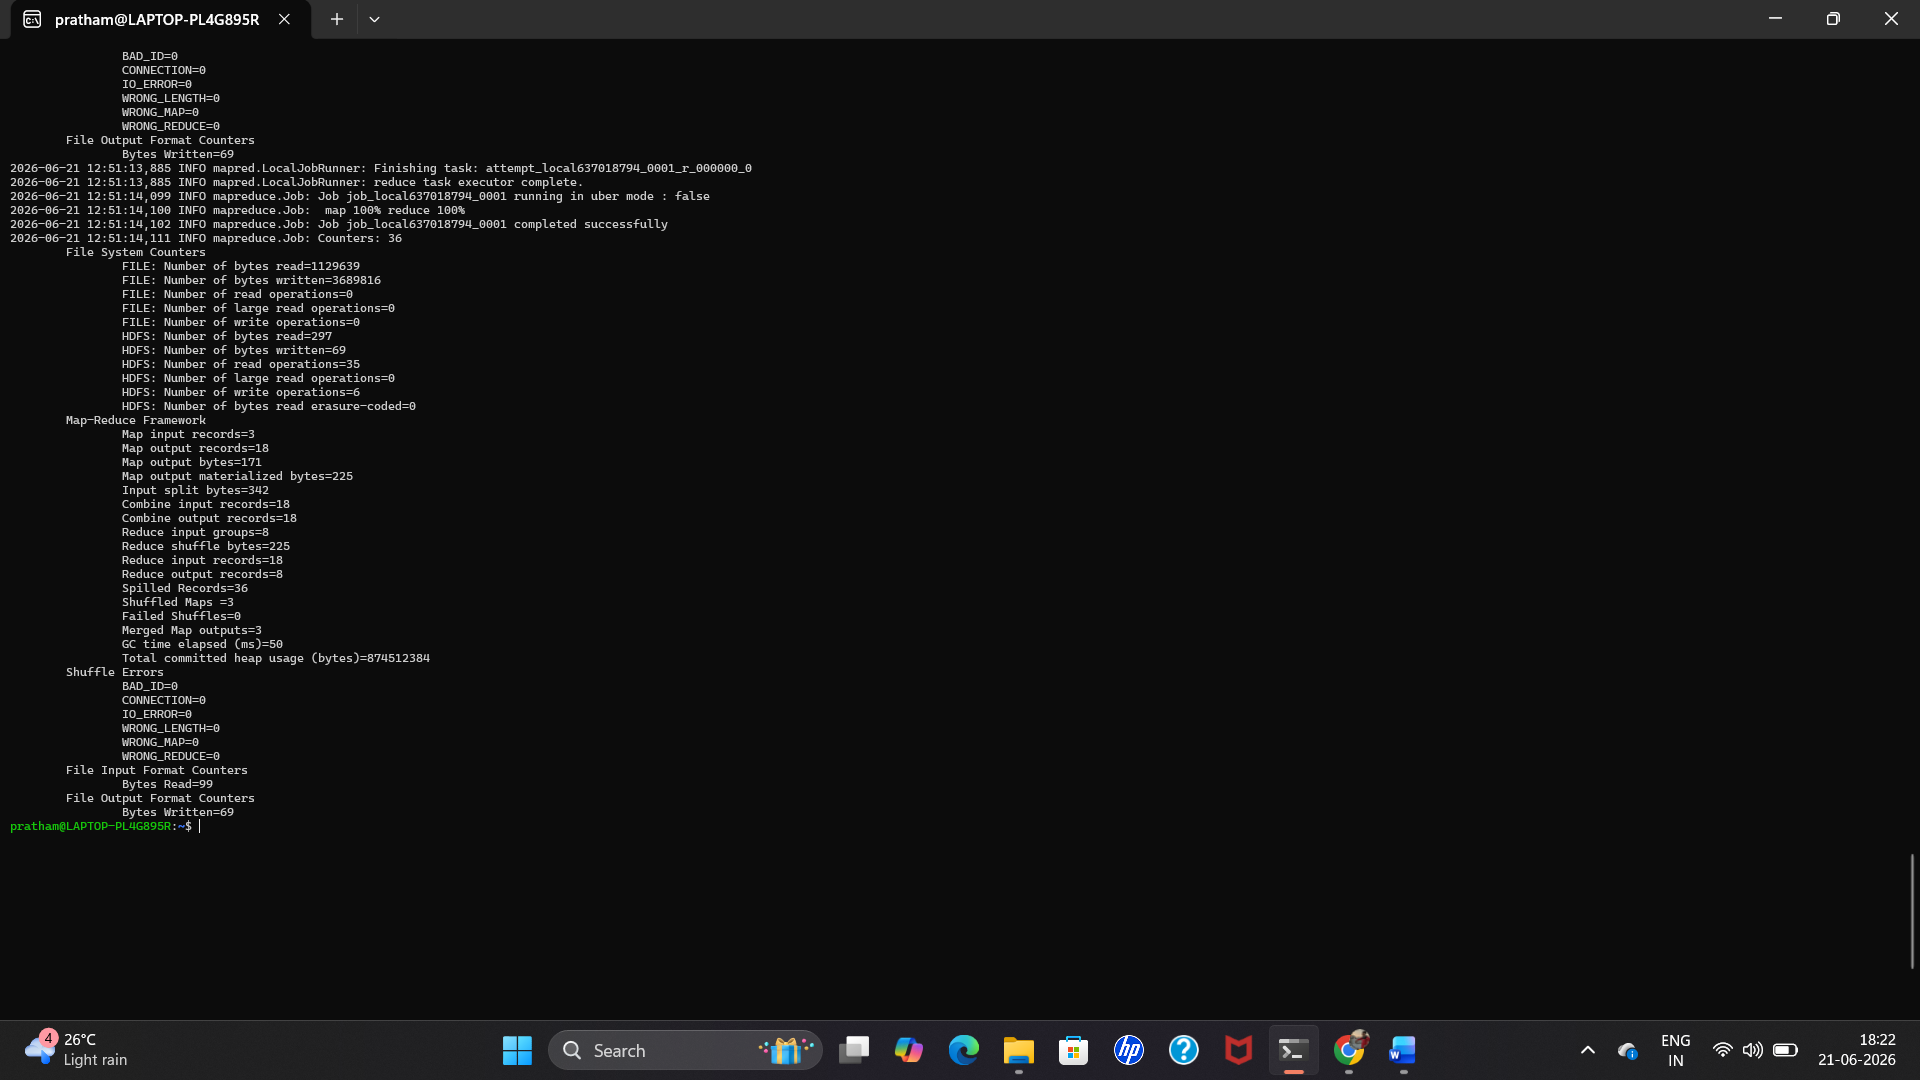 pratham@LAPTOP-PL4G895R
BAD_ID=0
CONNECTION=0
IO_ERROR=0
WRONG_LENGTH=0
WRONG_MAP=0
WRONG_REDUCE=0
File Output Format Counters
Bytes Written=69
2026-06-21 12:51:13,885 INFO mapred.LocalJobRunner: Finishing task: attempt_local637018794_0001_r_000000_0
2026-06-21 12:51:13,885 INFO mapred.LocalJobRunner: reduce task executor complete.
2026-06-21 12:51:14,099 INFO mapreduce.Job: Job job_local637018794_0001 running in uber mode : false
2026-06-21 12:51:14,100 INFO mapreduce.Job:  map 100% reduce 100%
2026-06-21 12:51:14,102 INFO mapreduce.Job: Job job_local637018794_0001 completed successfully
2026-06-21 12:51:14,111 INFO mapreduce.Job: Counters: 36
File System Counters
FILE: Number of bytes read=1129639
FILE: Number of bytes written=3689816
FILE: Number of read operations=0
FILE: Number of large read operations=0
FILE: Number of write operations=0
HDFS: Number of bytes read=297
HDFS: Number of bytes written=69
HDFS: Number of read operations=35
HDFS: Number of large read operations=0
HDFS: Number of write operations=6
HDFS: Number of bytes read erasure-coded=0
Map-Reduce Framework
Map input records=3
Map output records=18
Map output bytes=171
Map output materialized bytes=225
Input split bytes=342
Combine input records=18
Combine output records=18
Reduce input groups=8
Reduce shuffle bytes=225
Reduce input records=18
Reduce output records=8
Spilled Records=36
Shuffled Maps =3
Failed Shuffles=0
Merged Map outputs=3
GC time elapsed (ms)=50
Total committed heap usage (bytes)=874512384
Shuffle Errors
BAD_ID=0
CONNECTION=0
IO_ERROR=0
WRONG_LENGTH=0
WRONG_MAP=0
WRONG_REDUCE=0
File Input Format Counters
Bytes Read=99
File Output Format Counters
Bytes Written=69
pratham@LAPTOP-PL4G895R:~$
4
26°C
Light rain
Search
hp
W
ENG
IN
18:22
21-06-2026